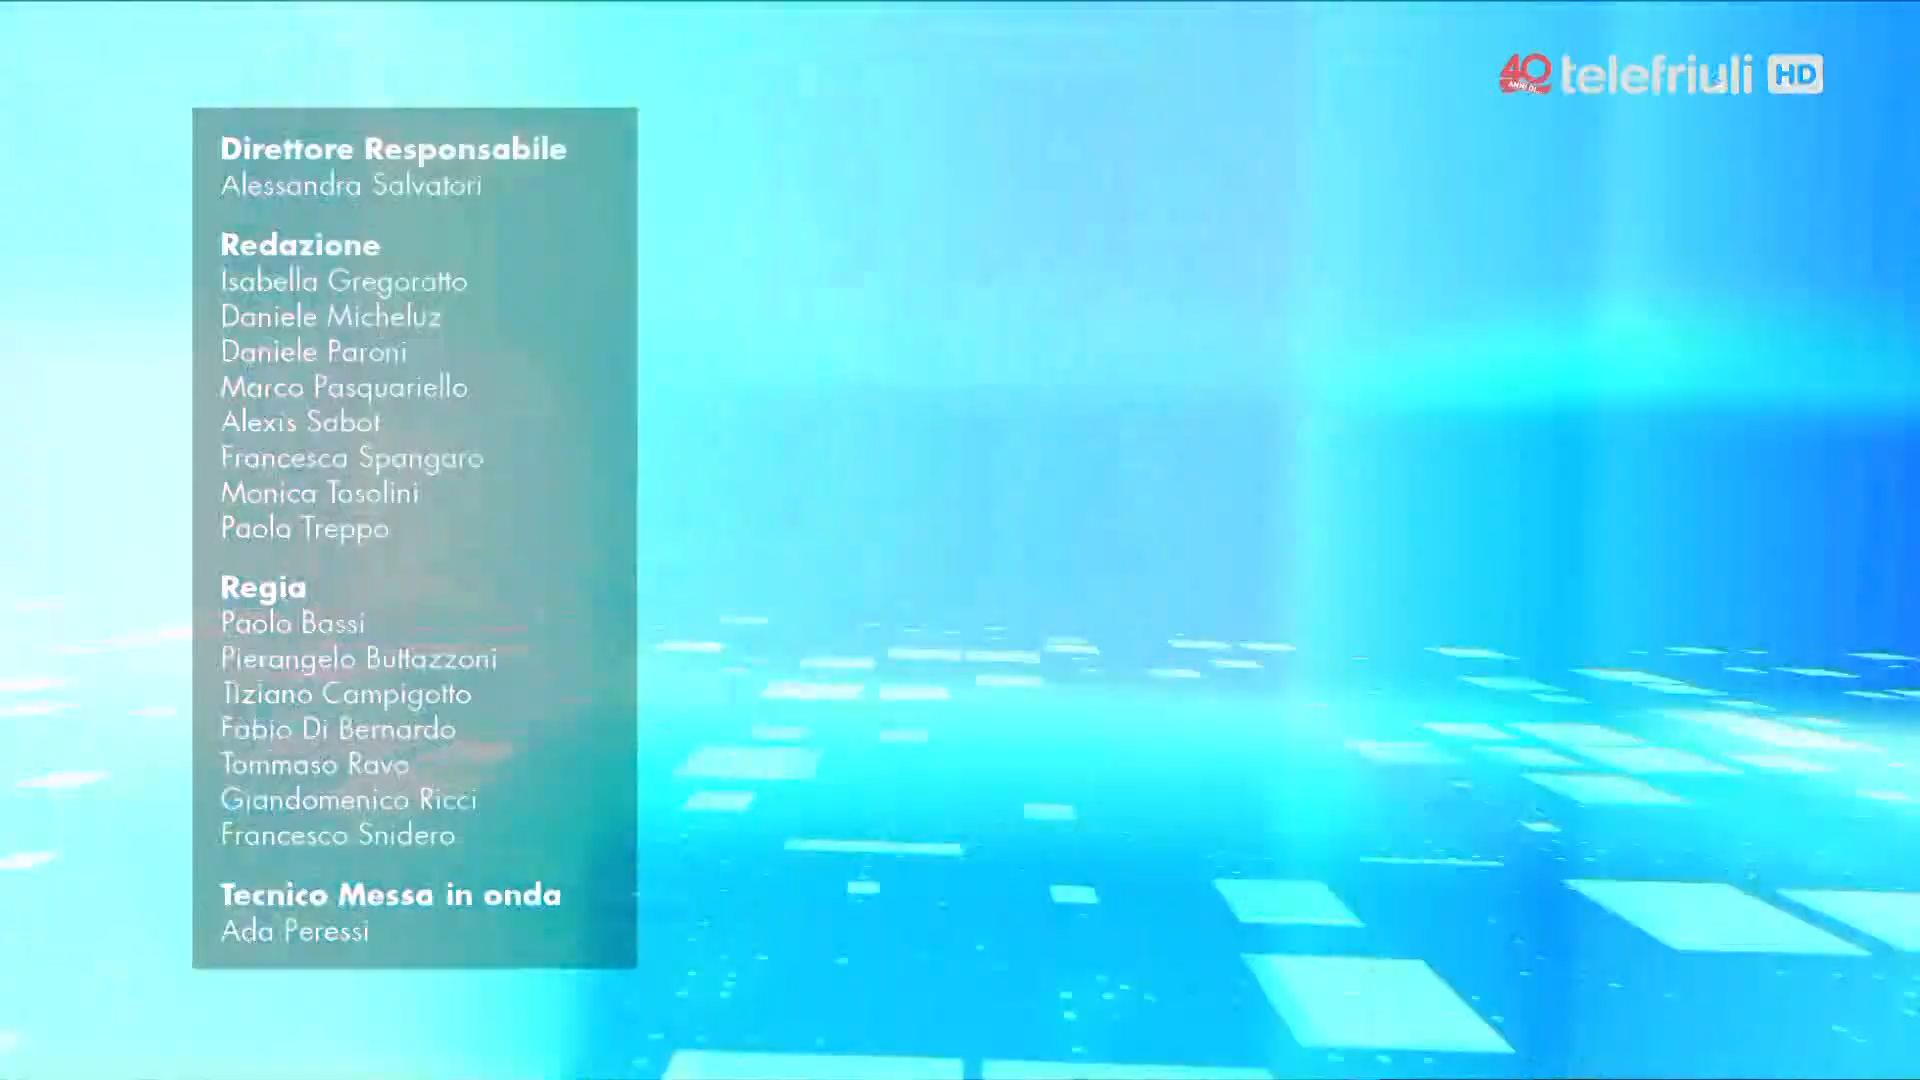 40 telefriuli HD
ANNI DI...
Direttore Responsabile
Alessandra Salvatori
Redazione
Isabella Gregoratto
Daniele Micheluz
Daniele Paroni
Marco Pasquariello
Alexis Sabot
Francesca Spangaro
Monica Tosolini
Paola Treppo
Regia
Paolo Bassi
Pierangelo Buttazzoni
Tiziano Campigotto
Fabio Di Bernardo
Tommaso Ravo
Giandomenico Ricci
Francesco Snidero
Tecnico Messa in onda
Ada Peressi